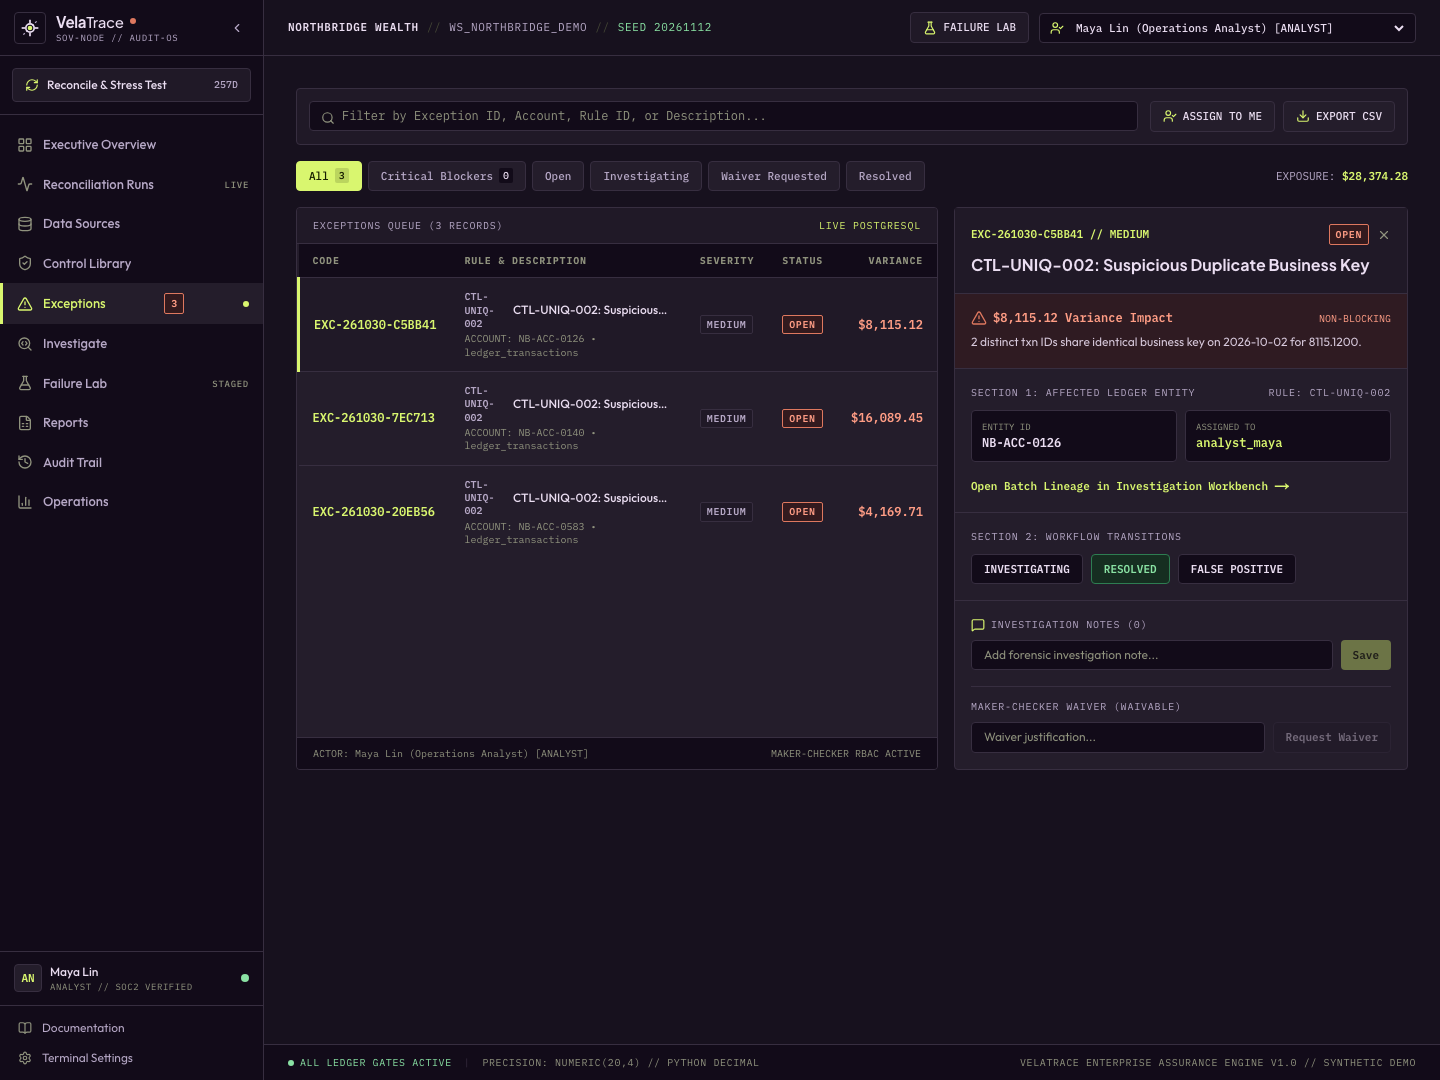 VelaTrace
SOV-NODE // AUDIT-OS
Reconcile & Stress Test 257D
Executive Overview
Reconciliation Runs LIVE
Data Sources
Control Library
Exceptions 3
Investigate
Failure Lab STAGED
Reports
Audit Trail
Operations
AN
Maya Lin
ANALYST // SOC2 VERIFIED
Documentation
Terminal Settings
NORTHBRIDGE WEALTH // WS_NORTHBRIDGE_DEMO // SEED 20261112
FAILURE LAB
Maya Lin (Operations Analyst) [ANALYST]
Filter by Exception ID, Account, Rule ID, or Description...
ASSIGN TO ME
EXPORT CSV
All 3
Critical Blockers 0
Open
Investigating
Waiver Requested
Resolved
EXPOSURE: $28,374.28
EXCEPTIONS QUEUE (3 RECORDS) LIVE POSTGRESQL
CODE RULE & DESCRIPTION SEVERITY STATUS VARIANCE
EXC-261030-C5BB41
CTL-
UNIQ-
002
CTL-UNIQ-002: Suspicious...
ACCOUNT: NB-ACC-0126 •
ledger_transactions
MEDIUM OPEN $8,115.12
EXC-261030-7EC713
CTL-
UNIQ-
002
CTL-UNIQ-002: Suspicious...
ACCOUNT: NB-ACC-0140 •
ledger_transactions
MEDIUM OPEN $16,089.45
EXC-261030-20EB56
CTL-
UNIQ-
002
CTL-UNIQ-002: Suspicious...
ACCOUNT: NB-ACC-0583 •
ledger_transactions
MEDIUM OPEN $4,169.71
ACTOR: Maya Lin (Operations Analyst) [ANALYST] MAKER-CHECKER RBAC ACTIVE
EXC-261030-C5BB41 // MEDIUM OPEN
CTL-UNIQ-002: Suspicious Duplicate Business Key
$8,115.12 Variance Impact NON-BLOCKING
2 distinct txn IDs share identical business key on 2026-10-02 for 8115.1200.
SECTION 1: AFFECTED LEDGER ENTITY RULE: CTL-UNIQ-002
ENTITY ID
NB-ACC-0126
ASSIGNED TO
analyst_maya
Open Batch Lineage in Investigation Workbench →
SECTION 2: WORKFLOW TRANSITIONS
INVESTIGATING RESOLVED FALSE POSITIVE
INVESTIGATION NOTES (0)
Add forensic investigation note... Save
MAKER-CHECKER WAIVER (WAIVABLE)
Waiver justification... Request Waiver
ALL LEDGER GATES ACTIVE | PRECISION: NUMERIC(20,4) // PYTHON DECIMAL
VELATRACE ENTERPRISE ASSURANCE ENGINE V1.0 // SYNTHETIC DEMO